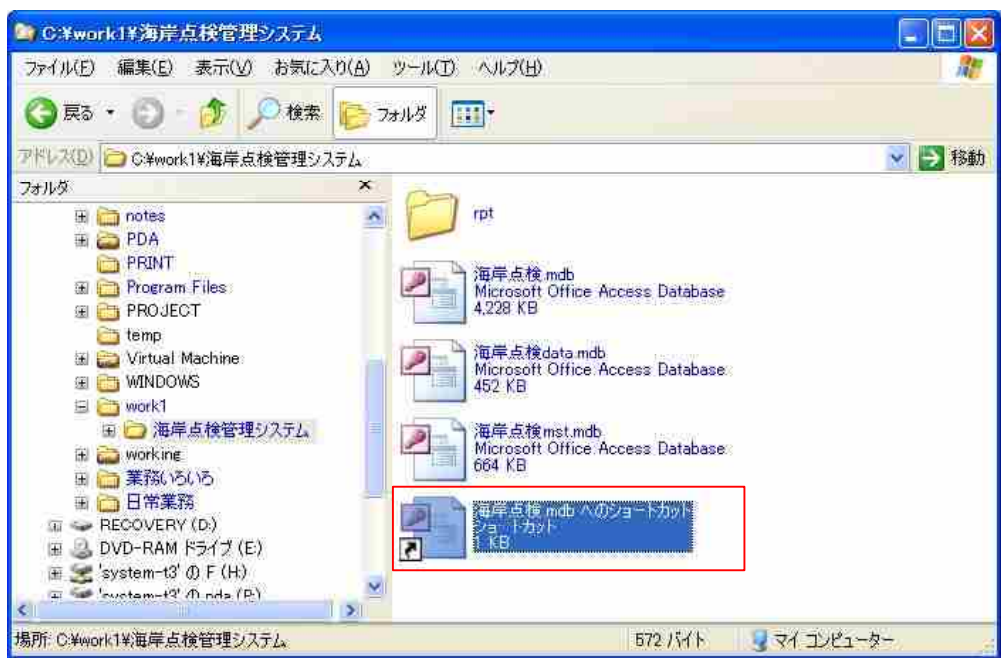 C:¥work1¥海岸点検管理システム
ファイル(F) 編集(E) 表示(V) お気に入り(A) ツール(T) ヘルプ(H)
戻る 検索 フォルダ
アドレス(D) C:¥work1¥海岸点検管理システム 移動
フォルダ
notes
PDA
PRINT
Program Files
PROJECT
temp
Virtual Machine
WINDOWS
work1
海岸点検管理システム
working
業務いろいろ
日常業務
RECOVERY (D:)
DVD-RAM ドライブ (E:)
'system-t3' の F (H:)
'system-t3' の pda (P:)
rpt
海岸点検.mdb
Microsoft Office Access Database
4,228 KB
海岸点検data.mdb
Microsoft Office Access Database
452 KB
海岸点検mst.mdb
Microsoft Office Access Database
664 KB
海岸点検.mdb へのショートカット
ショートカット
1 KB
場所: C:¥work1¥海岸点検管理システム 572 バイト マイ コンピューター